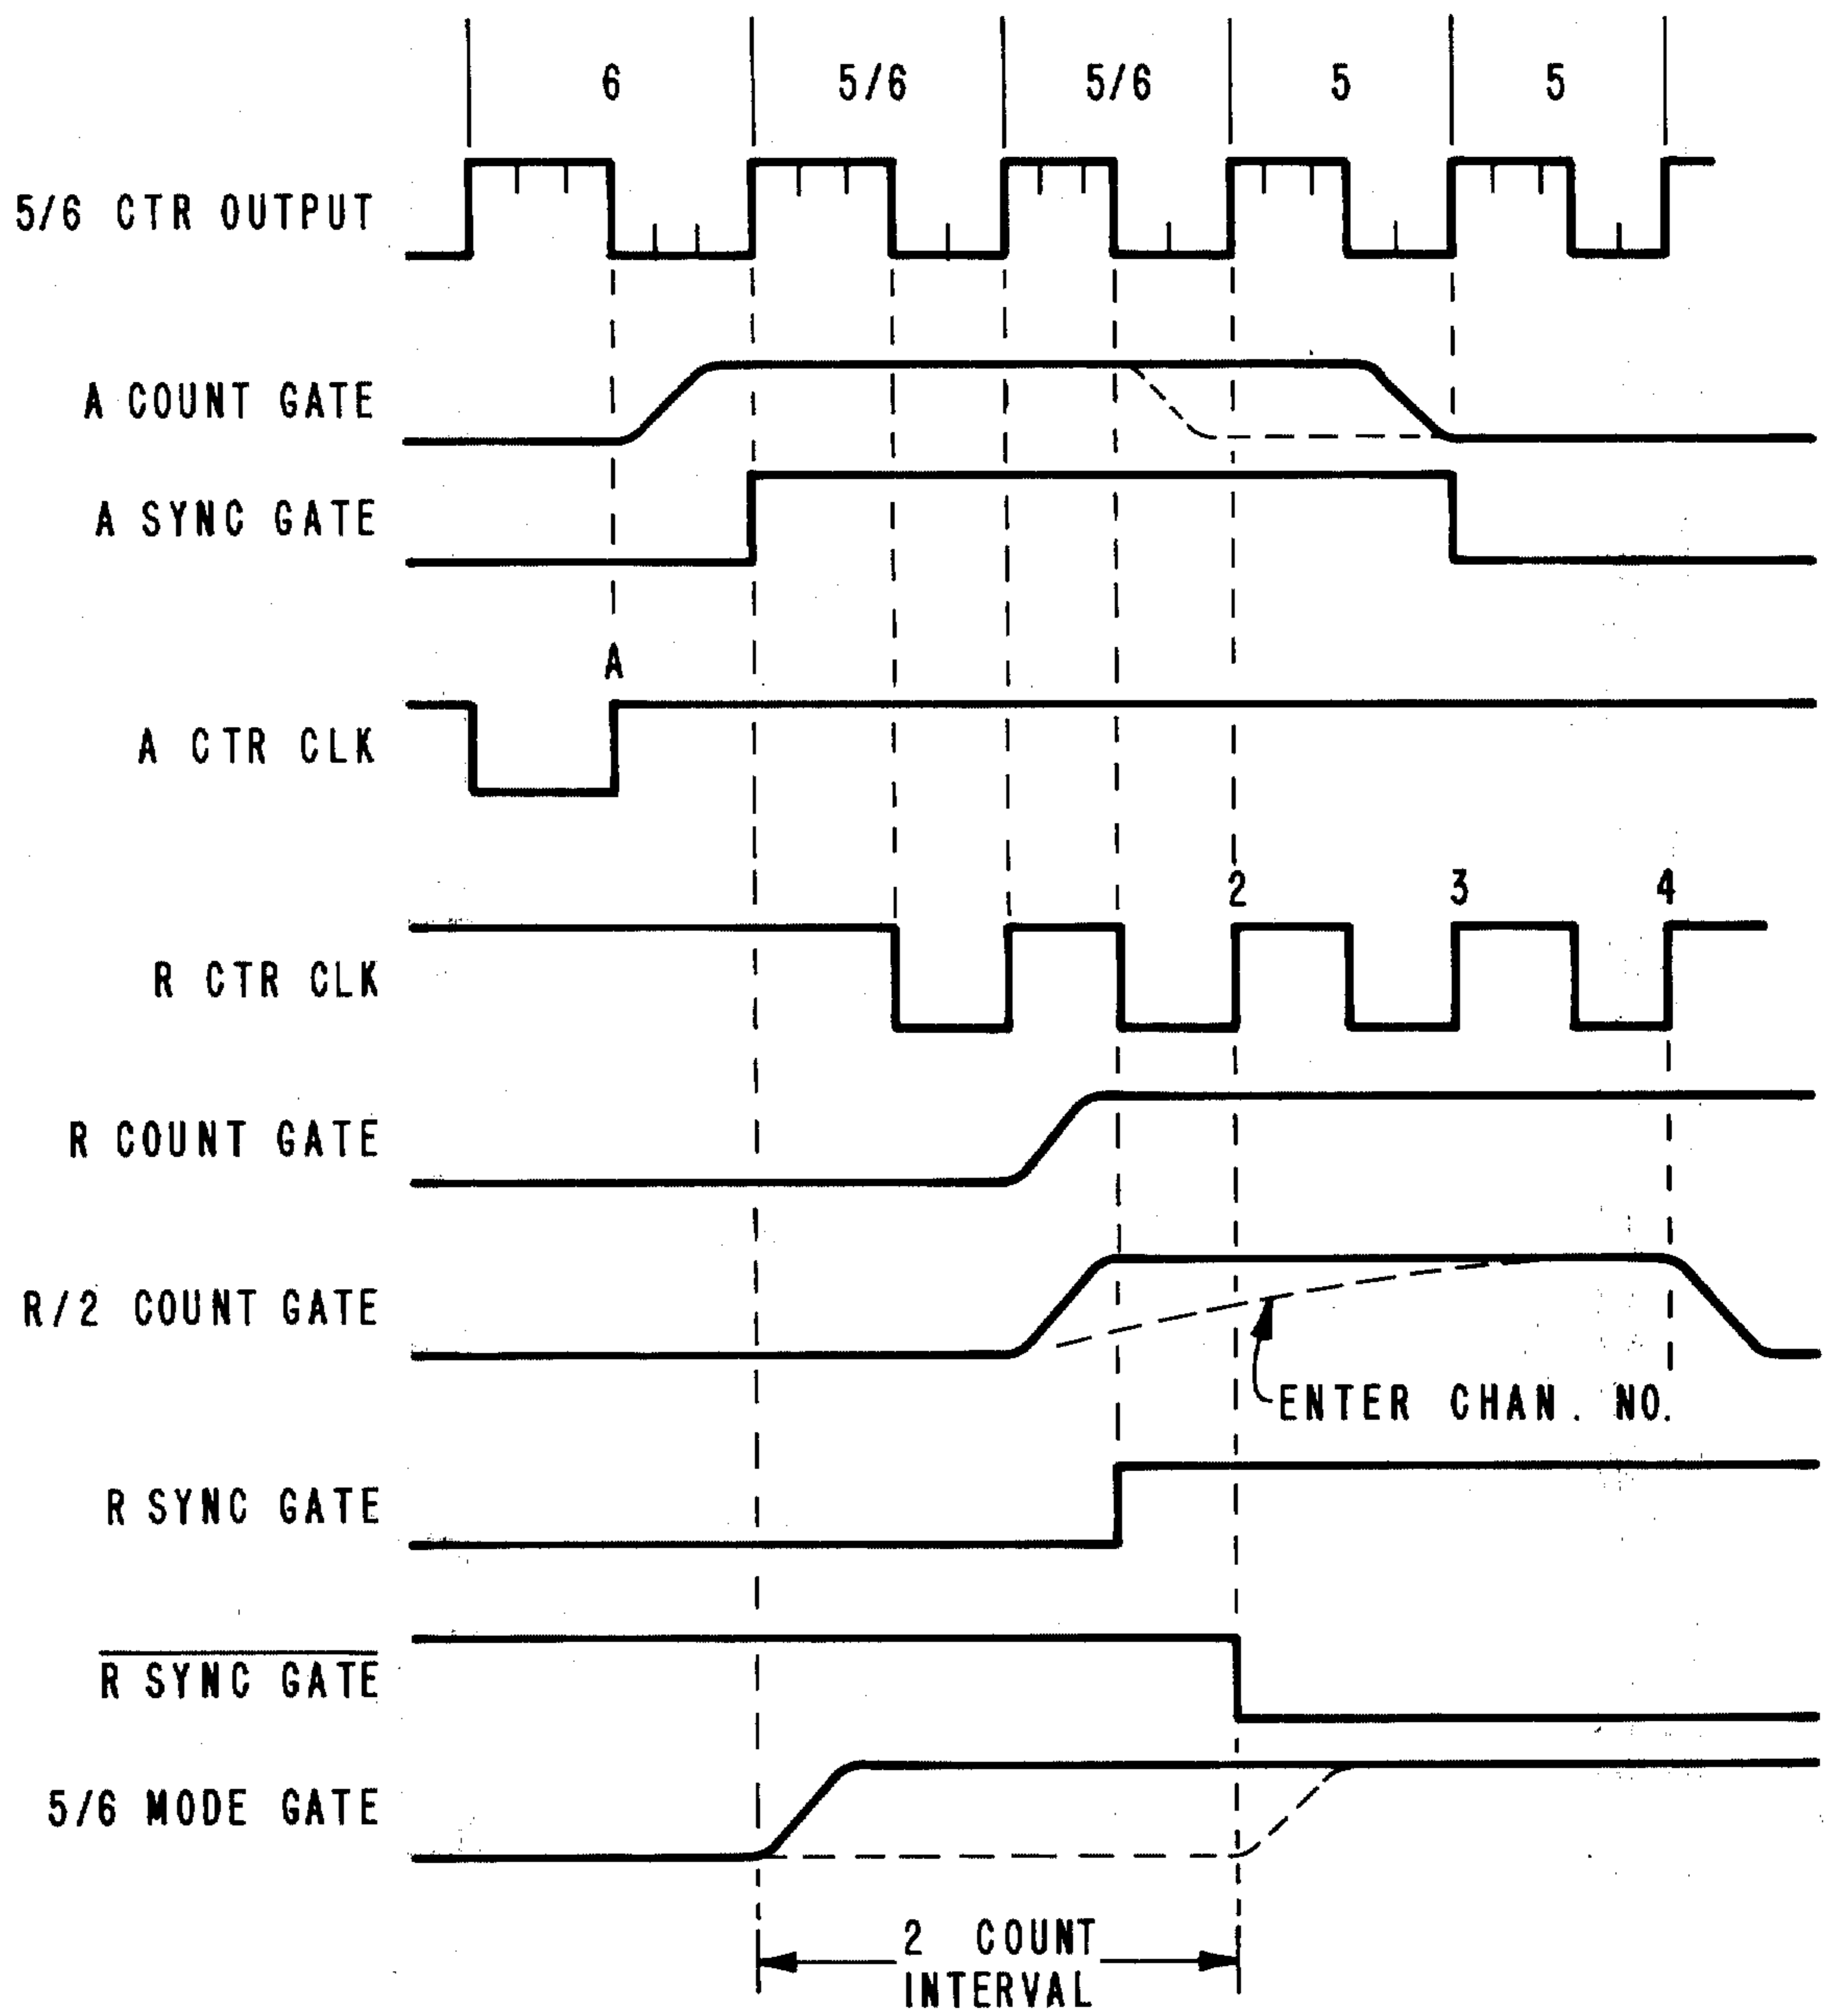 6 5/6 5/6 5 5
5/6 CTR OUTPUT
A COUNT GATE
A SYNC GATE
A
A CTR CLK
2 3 4
R CTR CLK
R COUNT GATE
R/2 COUNT GATE
ENTER CHAN. NO.
R SYNC GATE
R SYNC GATE
5/6 MODE GATE
2 COUNT
INTERVAL